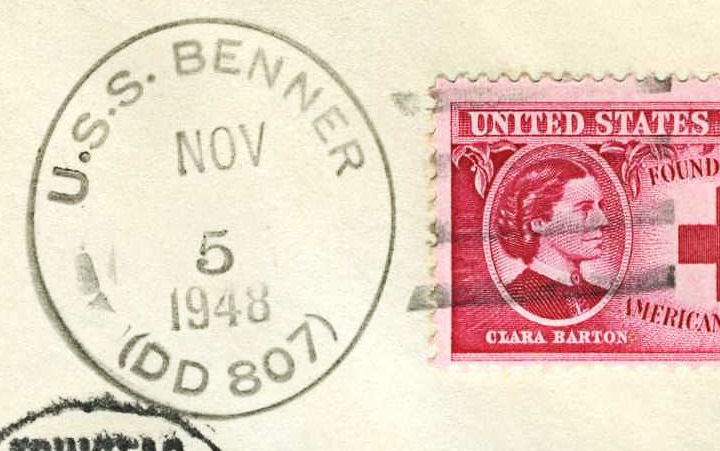 U.S.S. BENNER
NOV
5
1948
(DD 807)
UNITED STATES
FOUND
AMERICAN
CLARA BARTON